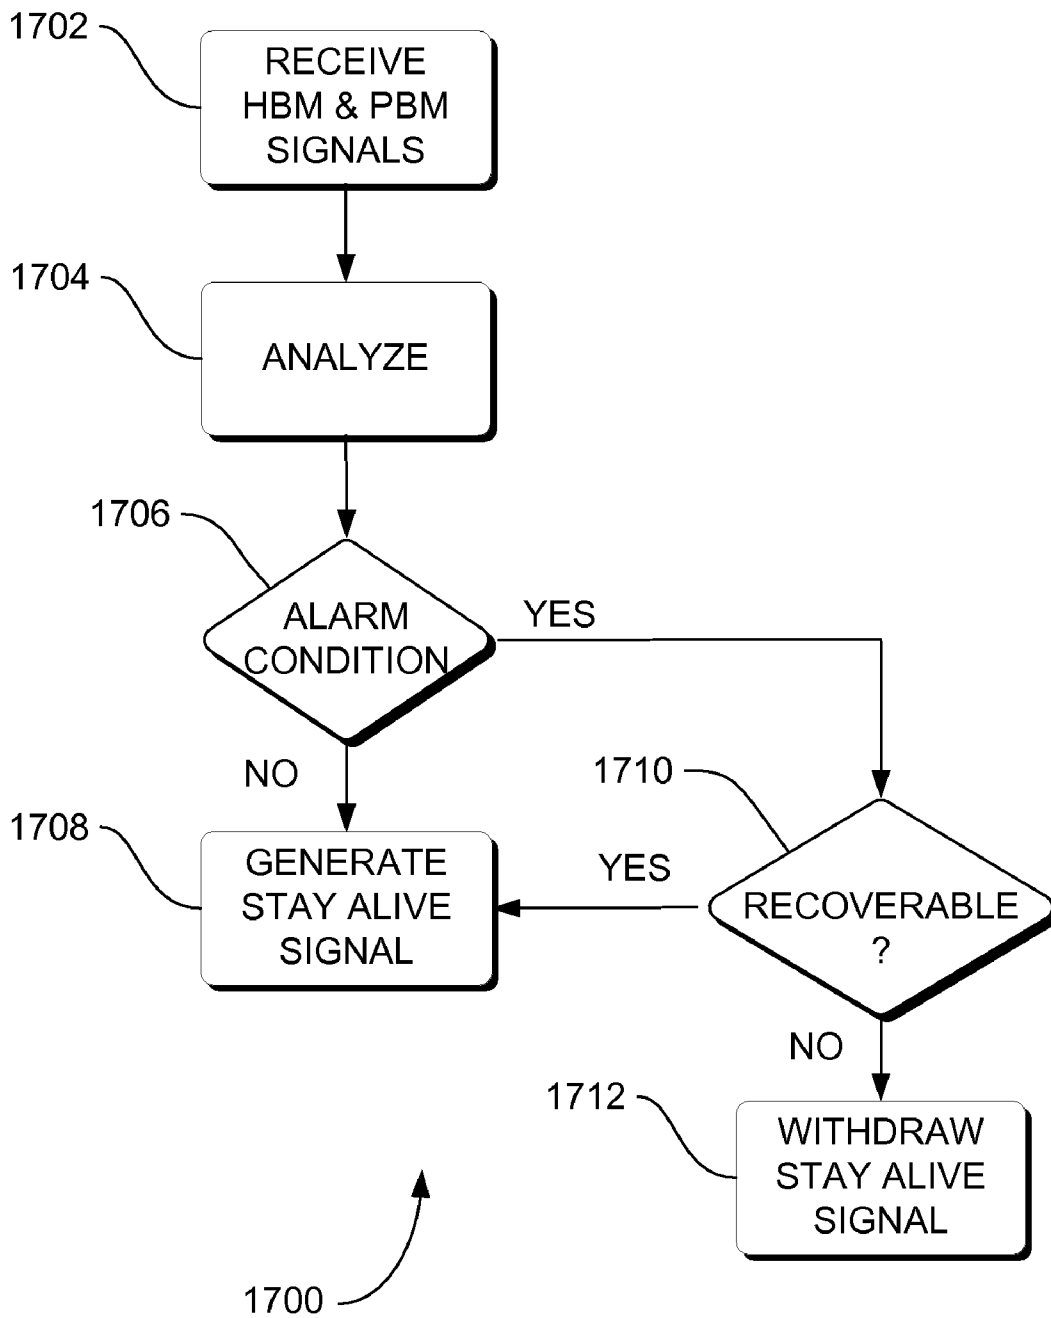 1702
RECEIVE
HBM & PBM
SIGNALS
1704
ANALYZE
1706
ALARM
CONDITION
YES
NO
1710
1708
GENERATE
STAY ALIVE
SIGNAL
YES
RECOVERABLE
?
NO
1712
WITHDRAW
STAY ALIVE
SIGNAL
1700